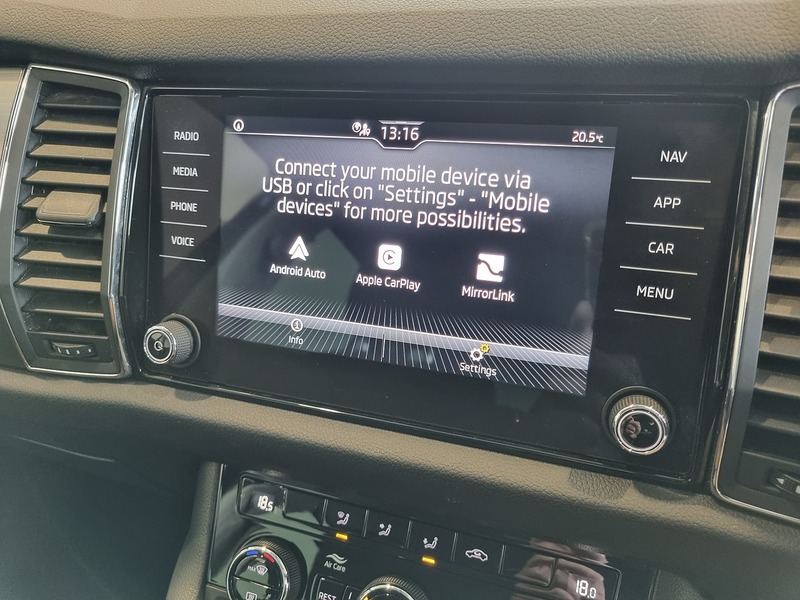 RADIO
MEDIA
PHONE
VOICE
13:16
20.5°C
Connect your mobile device via
USB or click on "Settings" - "Mobile
devices" for more possibilities.
Android Auto
Apple CarPlay
MirrorLink
Info
Settings
NAV
APP
CAR
MENU
18.5
Air Care
MAX
REST
18.0